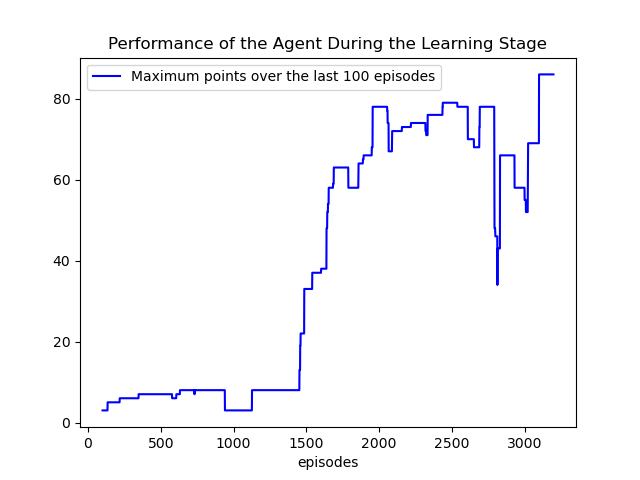 Performance of the Agent During the Learning Stage
Maximum points over the last 100 episodes
80
60
40
20
0
0 500 1000 1500 2000 2500 3000
episodes